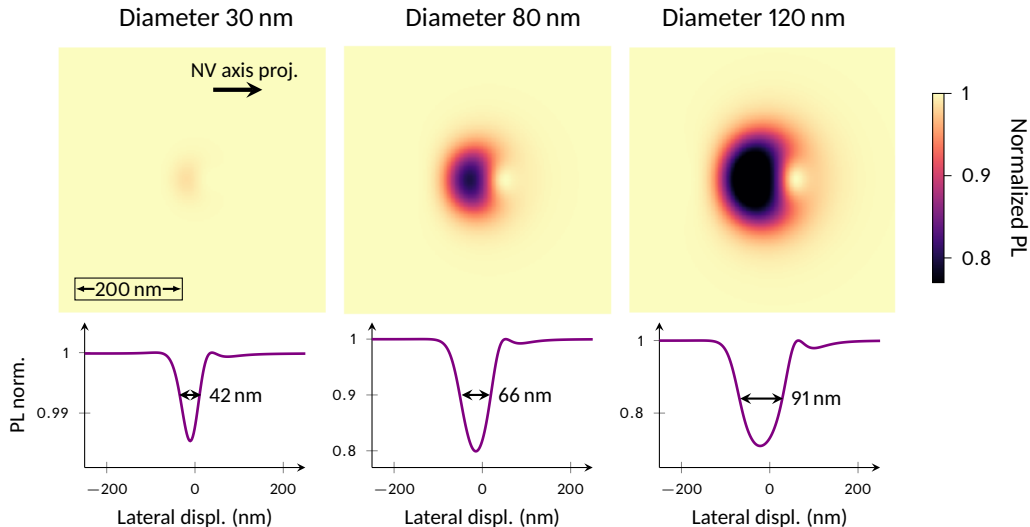 Diameter 30 nm
Diameter 80 nm
Diameter 120 nm
NV axis proj.
200 nm
1
0.9
0.8
Normalized PL
PL norm.
1
0.99
42 nm
−200
0
200
Lateral displ. (nm)
1
0.9
0.8
66 nm
−200
0
200
Lateral displ. (nm)
1
0.8
91 nm
−200
0
200
Lateral displ. (nm)